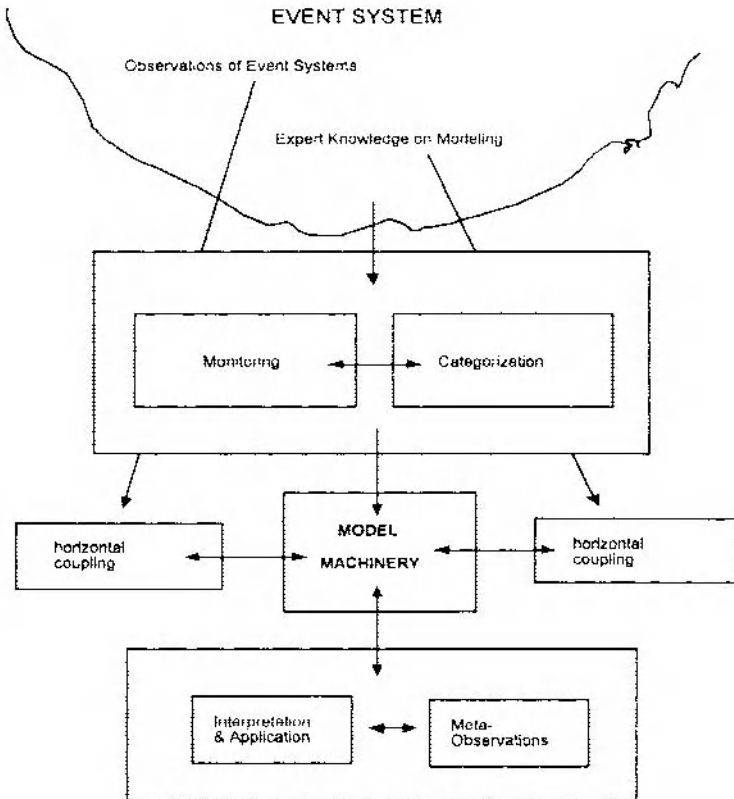 EVENT SYSTEM
Observations of Event Systems
Expert Knowledge on Modeling
Monitoring
Categorization
horizontal
coupling
MODEL
MACHINERY
horizontal
coupling
Interpretation
& Application
Meta-
Observations